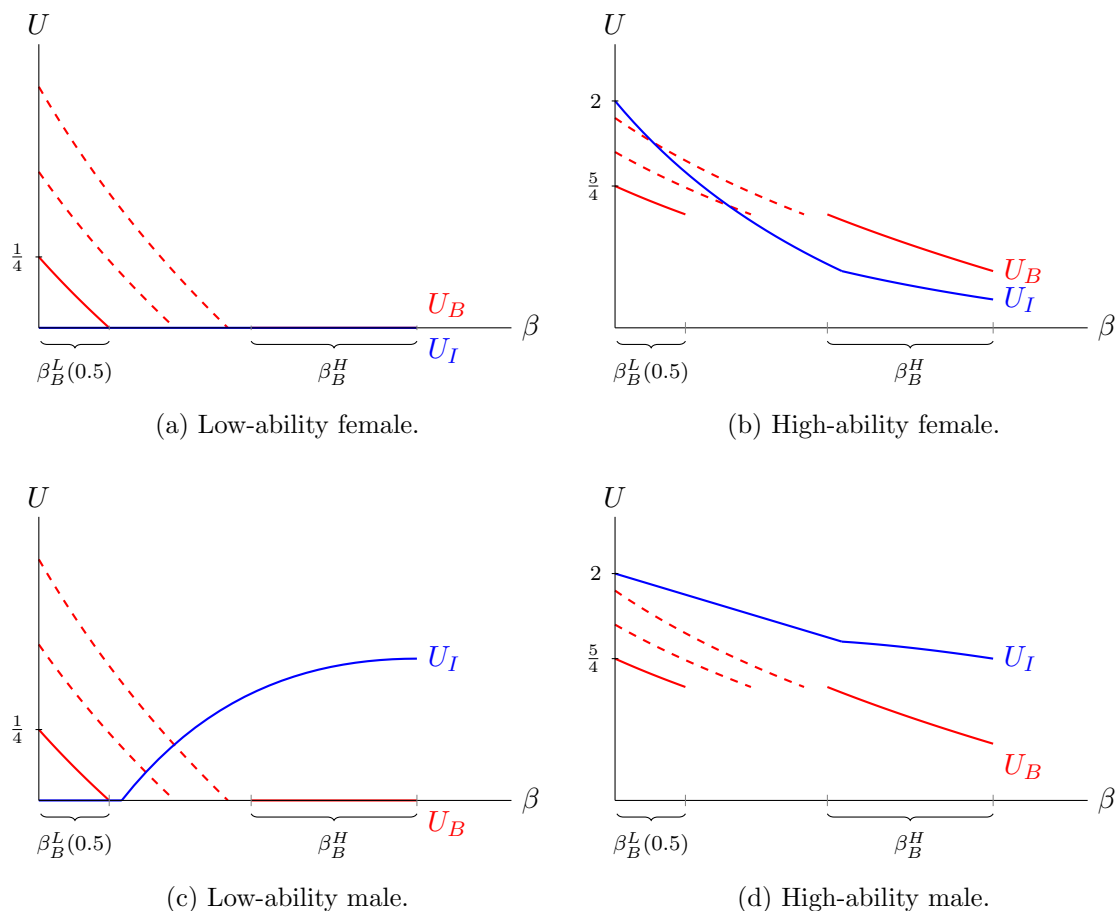 U
1/4
β
U_B
U_I
β_B^L(0.5)
β_B^H
(a) Low-ability female.
U
2
5/4
β
U_B
U_I
β_B^L(0.5)
β_B^H
(b) High-ability female.
U
1/4
U_I
β
U_B
β_B^L(0.5)
β_B^H
(c) Low-ability male.
U
2
5/4
U_I
U_B
β
β_B^L(0.5)
β_B^H
(d) High-ability male.